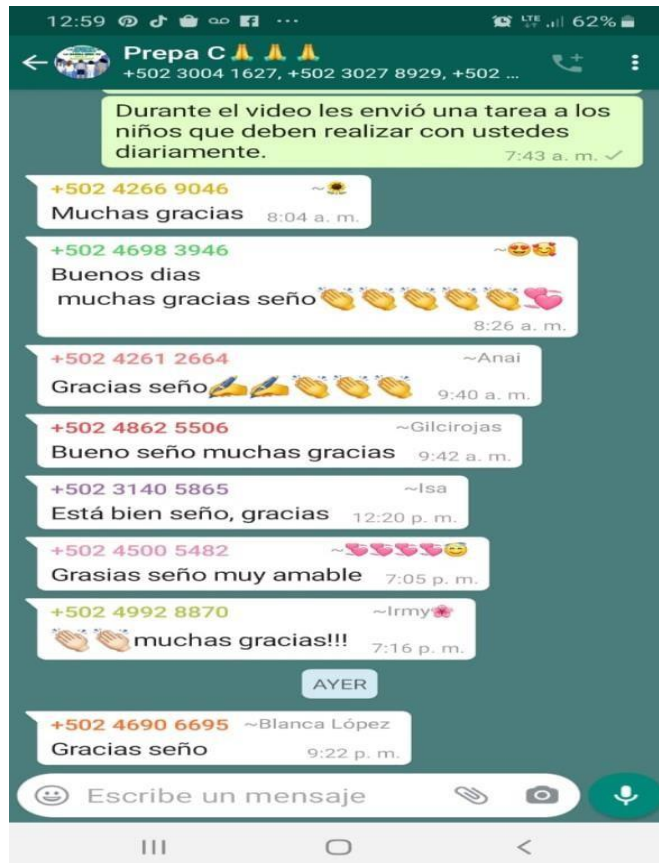 12:59 ... LTE 62%
Prepa C
+502 3004 1627, +502 3027 8929, +502 ...
Durante el video les envió una tarea a los
niños que deben realizar con ustedes
diariamente.
7:43 a. m.
+502 4266 9046 ~🌻
Muchas gracias 8:04 a. m.
+502 4698 3946 ~😍🥰
Buenos dias
muchas gracias seño👏👏👏👏👏💞
8:26 a. m.
+502 4261 2664 ~Anai
Gracias seño✍️✍️👏👏👏 9:40 a. m.
+502 4862 5506 ~Gilcirojas
Bueno seño muchas gracias 9:42 a. m.
+502 3140 5865 ~Isa
Está bien seño, gracias 12:20 p. m.
+502 4500 5482 ~💞💞💞💞😅
Grasias seño muy amable 7:05 p. m.
+502 4992 8870 ~Irmy🌸
👏👏muchas gracias!!! 7:16 p. m.
AYER
+502 4690 6695 ~Blanca López
Gracias seño 9:22 p. m.
Escribe un mensaje